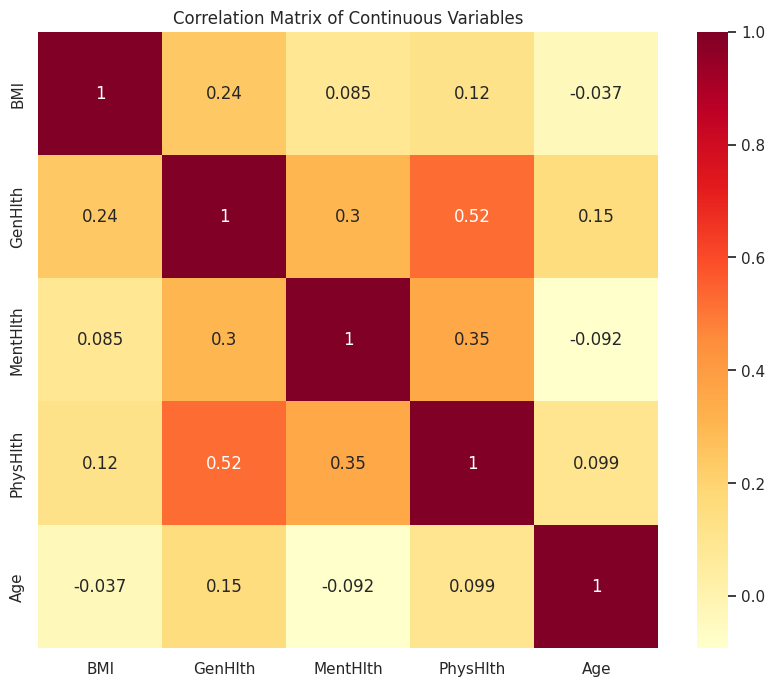 Correlation Matrix of Continuous Variables
BMI 1 0.24 0.085 0.12 -0.037
GenHlth 0.24 1 0.3 0.52 0.15
MentHlth 0.085 0.3 1 0.35 -0.092
PhysHlth 0.12 0.52 0.35 1 0.099
Age -0.037 0.15 -0.092 0.099 1
BMI GenHlth MentHlth PhysHlth Age
1.0
0.8
0.6
0.4
0.2
0.0